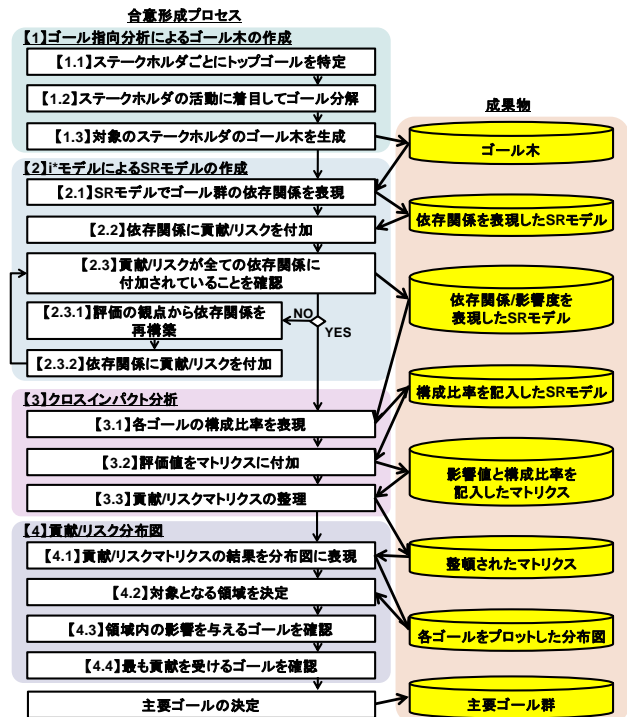 合意形成プロセス
【1】ゴール指向分析によるゴール木の作成
【1.1】ステークホルダごとにトップゴールを特定
【1.2】ステークホルダの活動に着目してゴール分解
【1.3】対象のステークホルダのゴール木を生成
【2】i*モデルによるSRモデルの作成
【2.1】SRモデルでゴール群の依存関係を表現
【2.2】依存関係に貢献/リスクを付加
【2.3】貢献/リスクが全ての依存関係に
付加されていることを確認
【2.3.1】評価の観点から依存関係を
再構築
NO
YES
【2.3.2】依存関係に貢献/リスクを付加
【3】クロスインパクト分析
【3.1】各ゴールの構成比率を表現
【3.2】評価値をマトリクスに付加
【3.3】貢献/リスクマトリクスの整理
【4】貢献/リスク分布図
【4.1】貢献/リスクマトリクスの結果を分布図に表現
【4.2】対象となる領域を決定
【4.3】領域内の影響を与えるゴールを確認
【4.4】最も貢献を受けるゴールを確認
主要ゴールの決定
成果物
ゴール木
依存関係を表現したSRモデル
依存関係/影響度を
表現したSRモデル
構成比率を記入したSRモデル
影響値と構成比率を
記入したマトリクス
整頓されたマトリクス
各ゴールをプロットした分布図
主要ゴール群